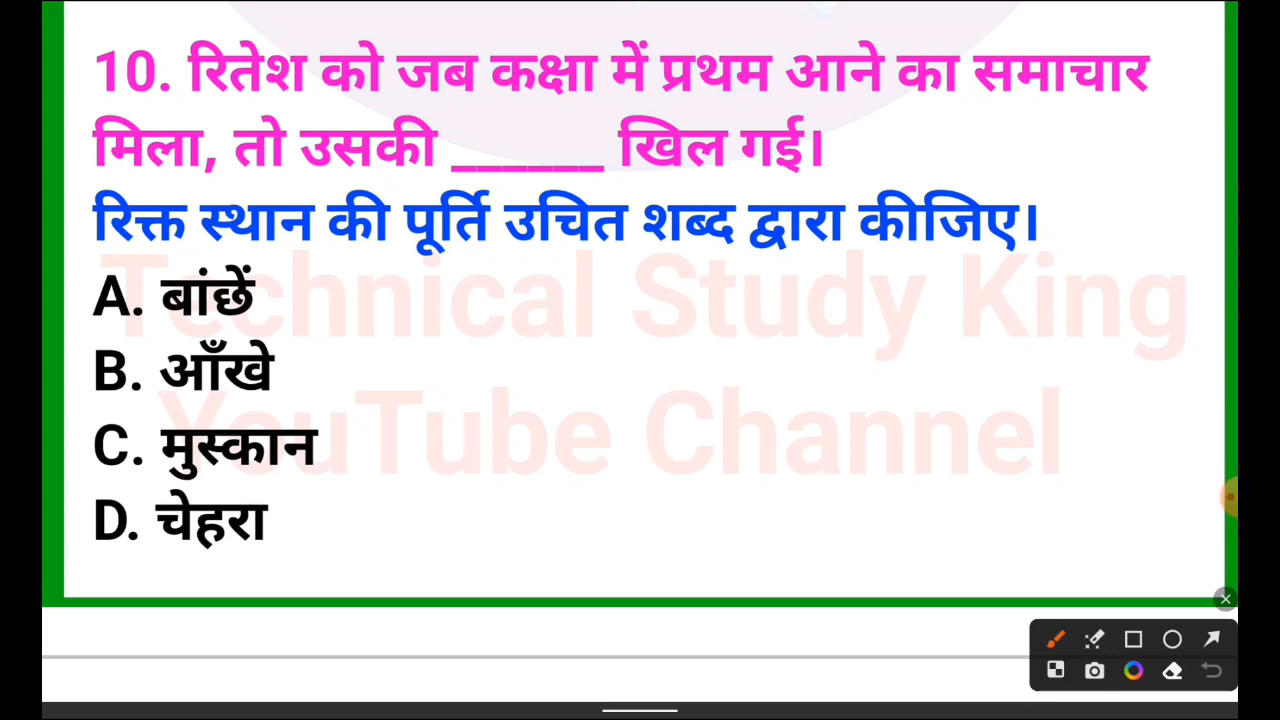 10. रितेश को जब कक्षा में प्रथम आने का समाचार
मिला, तो उसकी ______ खिल गई।
रिक्त स्थान की पूर्ति उचित शब्द द्वारा कीजिए।
Technical Study King
A. बांछें
B. आँखे
YouTube Channel
C. मुस्कान
D. चेहरा